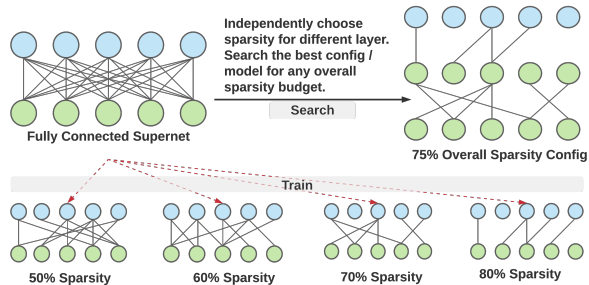 Independently choose
sparsity for different layer.
Search the best config /
model for any overall
sparsity budget.
Search
Fully Connected Supernet
75% Overall Sparsity Config
Train
50% Sparsity
60% Sparsity
70% Sparsity
80% Sparsity